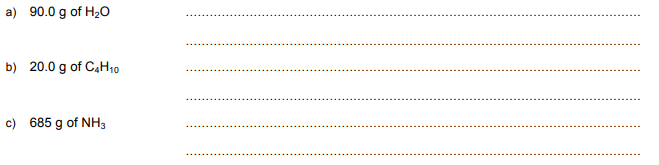 a) 90.0 g of H₂O
b) 20.0 g of C₄H₁₀
c) 685 g of NH₃